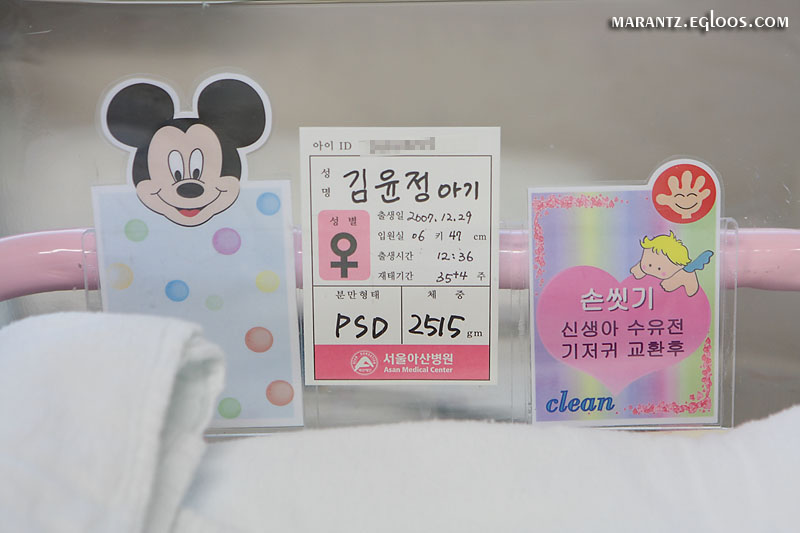 MARANTZ.EGLOOS.COM
아이 ID
성명 김윤정 아기
성별 ♀
출생일 2007.12.29
입원실 06 키 47 cm
출생시간 12:36
재태기간 35+4 주
분만형태 체 중
PSD 2515 gm
서울아산병원
Asan Medical Center
손씻기
신생아 수유전
기저귀 교환후
clean